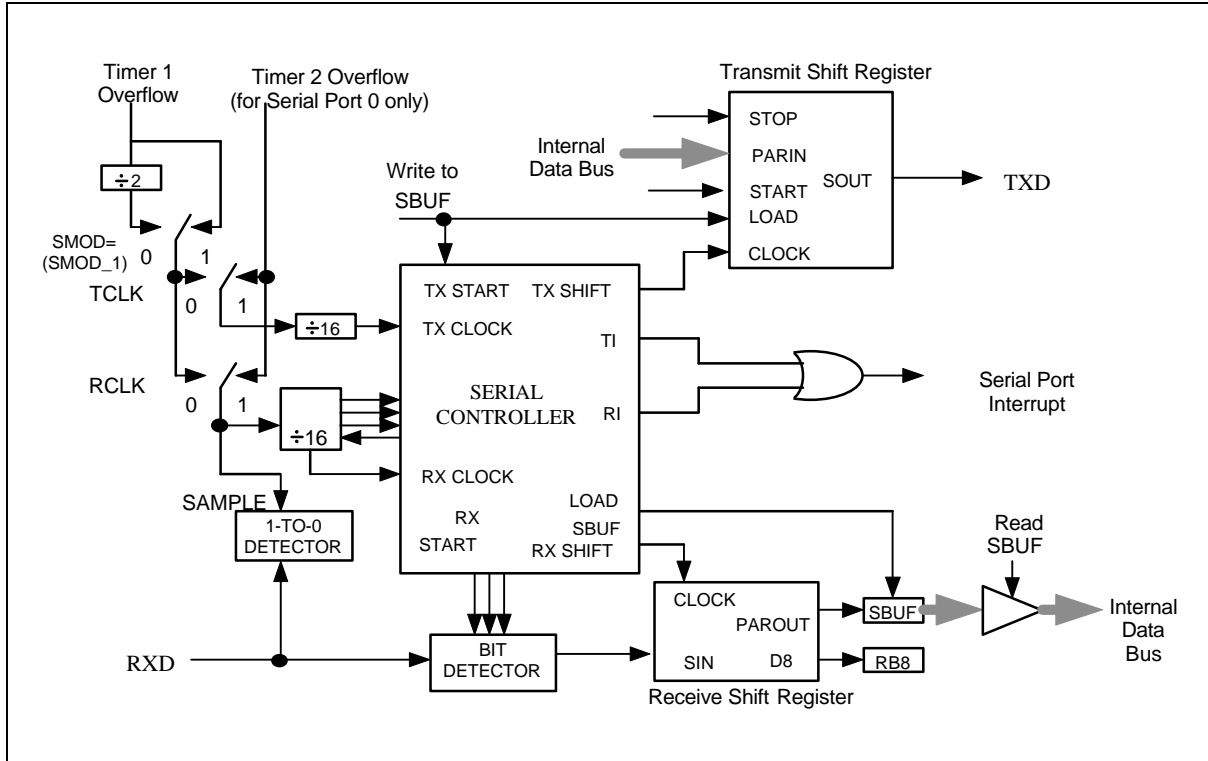 Timer 1
Overflow
Timer 2 Overflow
(for Serial Port 0 only)
÷2
SMOD=
(SMOD_1)
0
1
TCLK
0
1
RCLK
0
1
÷16
÷16
SAMPLE
1-TO-0
DETECTOR
RXD
Write to
SBUF
TX START
TX SHIFT
TX CLOCK
TI
SERIAL
CONTROLLER
RI
RX CLOCK
LOAD
SBUF
RX
START
RX SHIFT
BIT
DETECTOR
Transmit Shift Register
Internal
Data Bus
STOP
PARIN
START
SOUT
LOAD
CLOCK
TXD
Serial Port
Interrupt
CLOCK
PAROUT
SIN
D8
Receive Shift Register
SBUF
RB8
Read
SBUF
Internal
Data
Bus